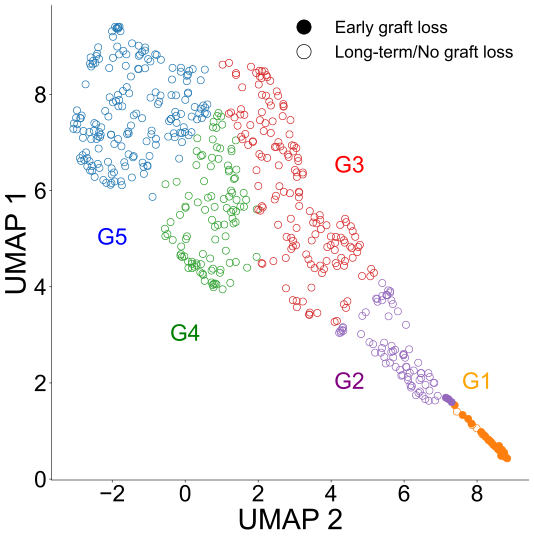 Early graft loss
Long-term/No graft loss
8
6
4
2
0
UMAP 1
G3
G5
G4
G2
G1
−2
0
2
4
6
8
UMAP 2